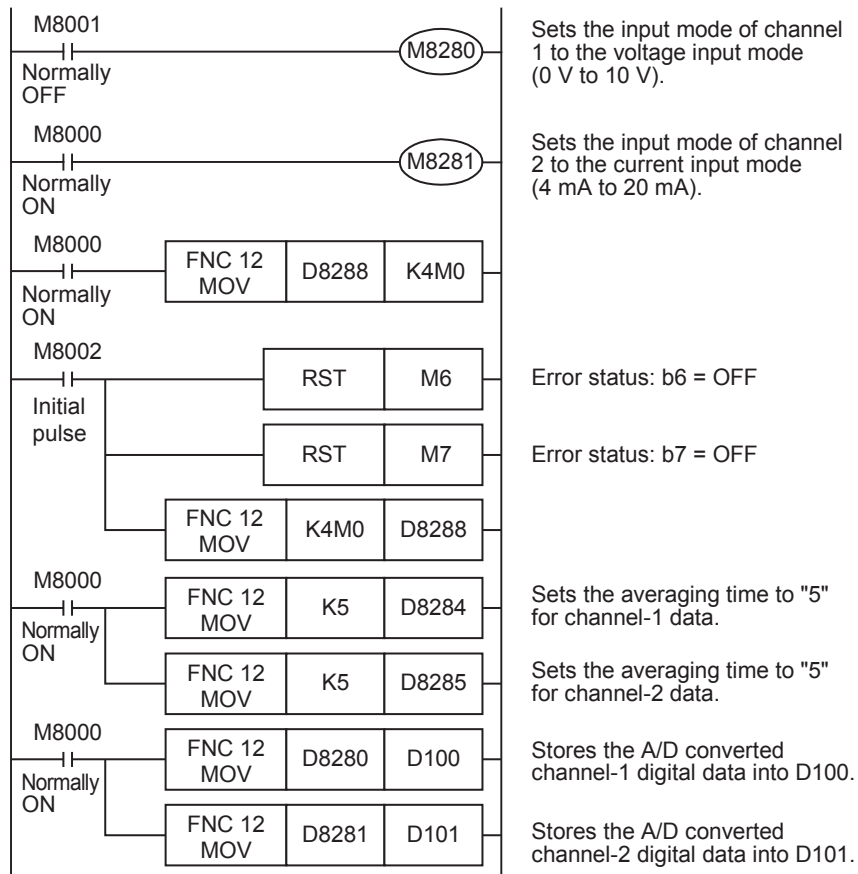 M8001
Normally
OFF
M8280
Sets the input mode of channel
1 to the voltage input mode
(0 V to 10 V).
M8000
Normally
ON
M8281
Sets the input mode of channel
2 to the current input mode
(4 mA to 20 mA).
M8000
Normally
ON
FNC 12
MOV
D8288
K4M0
M8002
Initial
pulse
RST
M6
Error status: b6 = OFF
RST
M7
Error status: b7 = OFF
FNC 12
MOV
K4M0
D8288
M8000
Normally
ON
FNC 12
MOV
K5
D8284
Sets the averaging time to "5"
for channel-1 data.
FNC 12
MOV
K5
D8285
Sets the averaging time to "5"
for channel-2 data.
M8000
Normally
ON
FNC 12
MOV
D8280
D100
Stores the A/D converted
channel-1 digital data into D100.
FNC 12
MOV
D8281
D101
Stores the A/D converted
channel-2 digital data into D101.